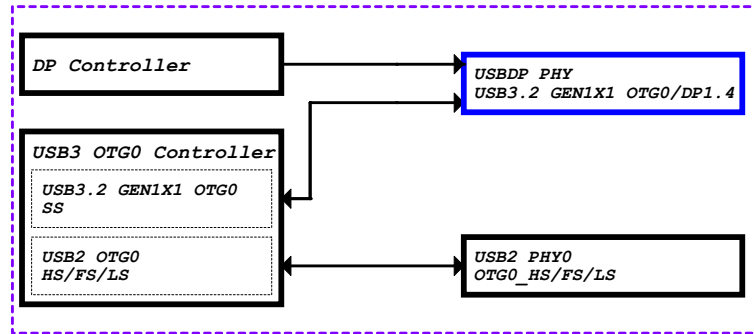 DP Controller
USBDP PHY
USB3.2 GEN1X1 OTG0/DP1.4
USB3 OTG0 Controller
USB3.2 GEN1X1 OTG0
SS
USB2 OTG0
HS/FS/LS
USB2 PHY0
OTG0_HS/FS/LS